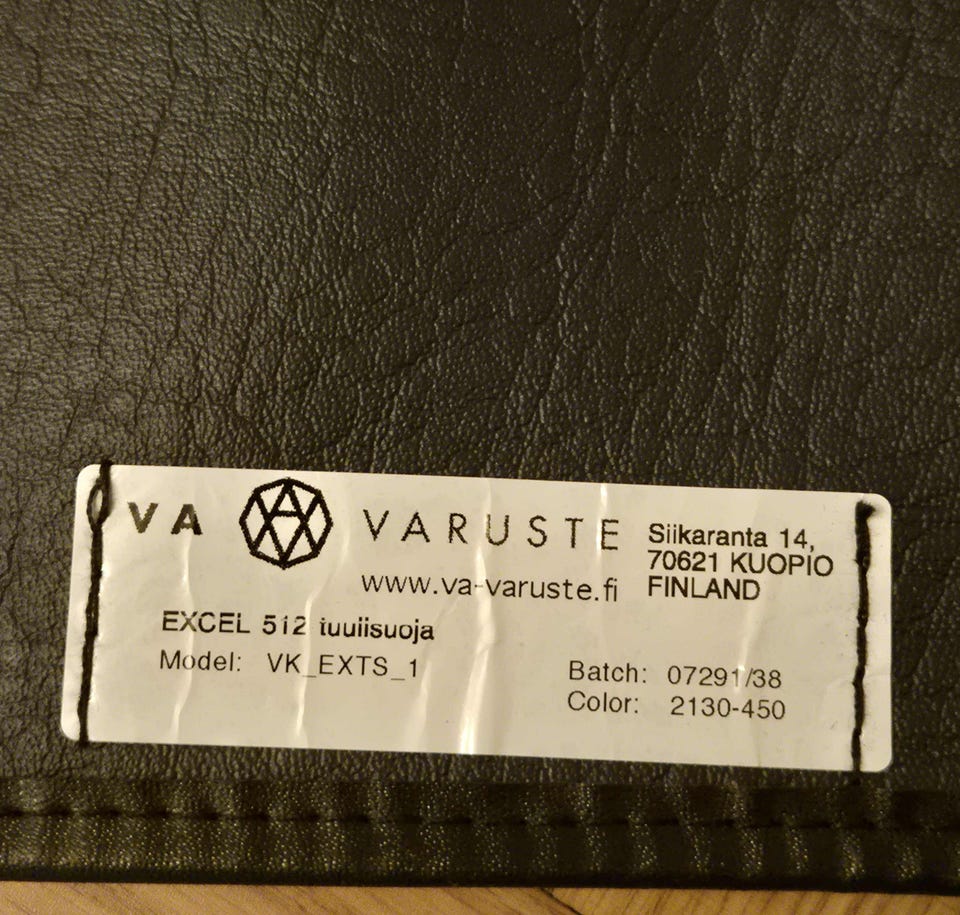 VA VARUSTE
www.va-varuste.fi
Siikaranta 14,
70621 KUOPIO
FINLAND
EXCEL 512 tuulisuoja
Model: VK_EXTS_1
Batch: 07291/38
Color: 2130-450